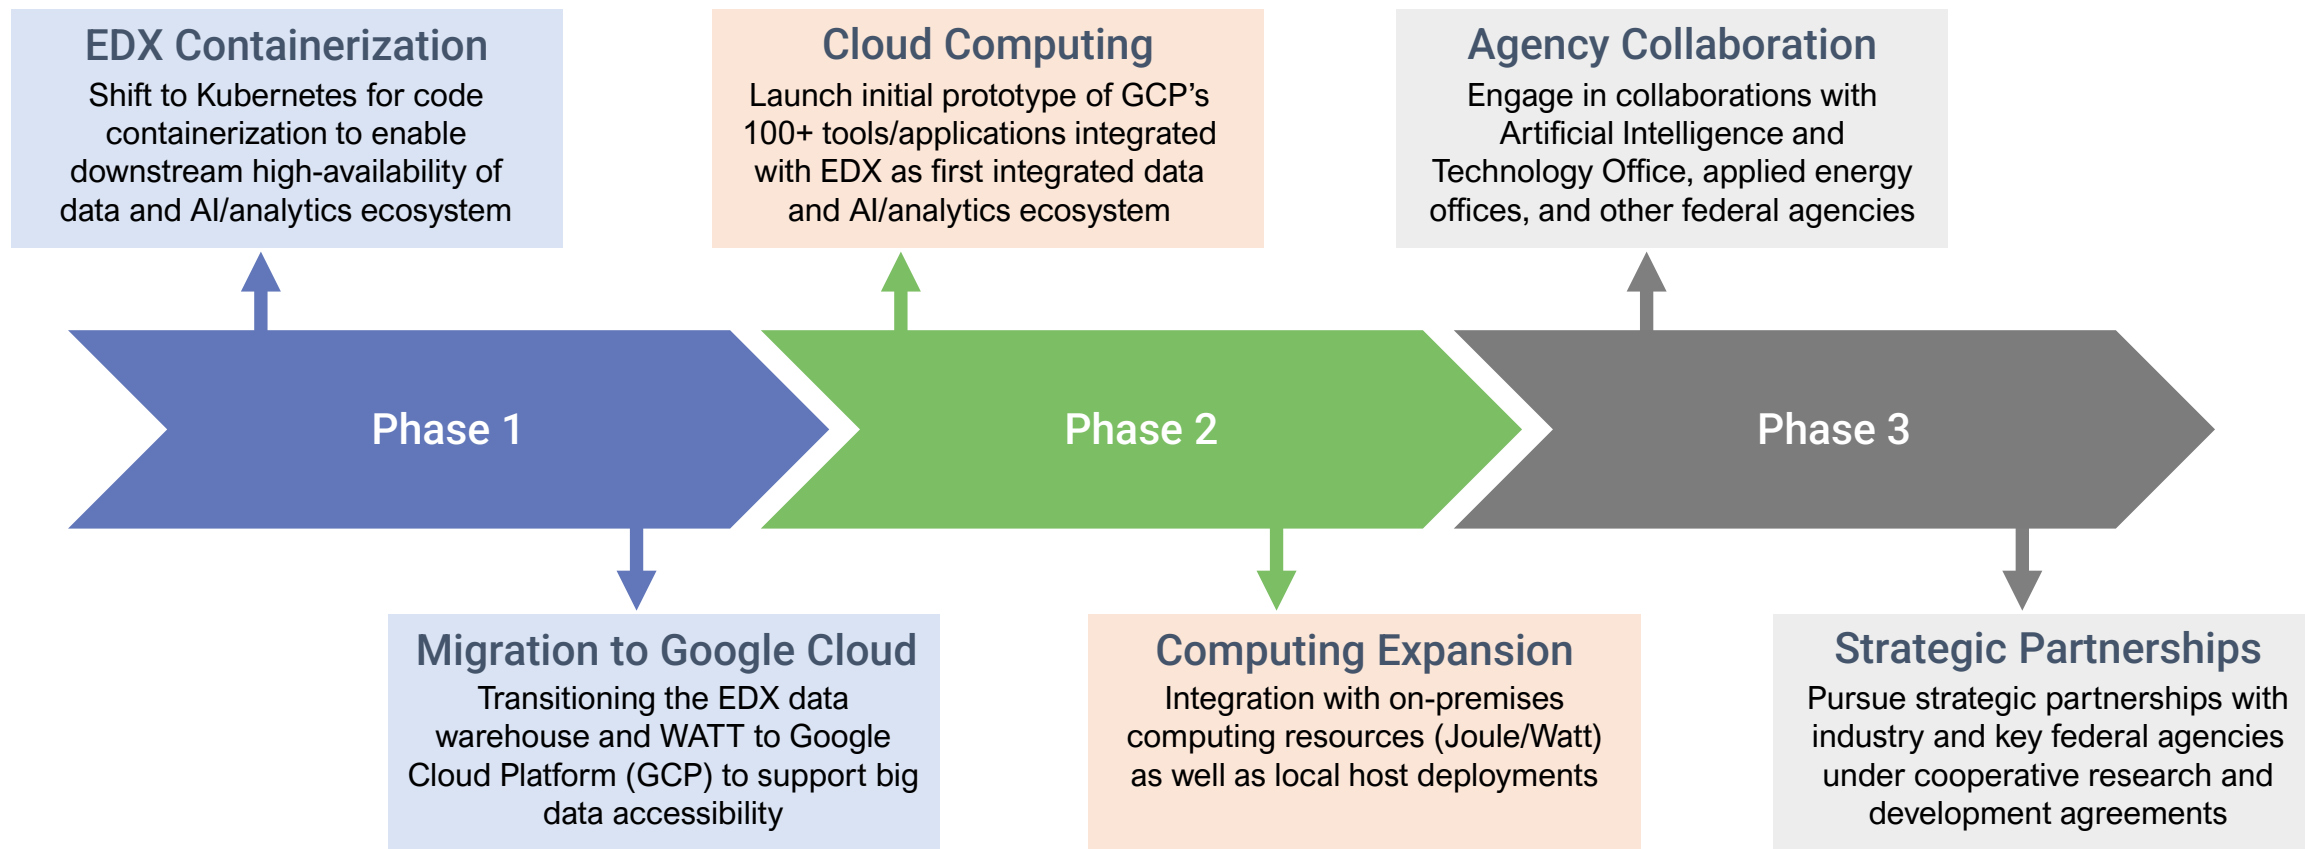 EDX Containerization
Shift to Kubernetes for code
containerization to enable
downstream high-availability of
data and AI/analytics ecosystem
Cloud Computing
Launch initial prototype of GCP’s
100+ tools/applications integrated
with EDX as first integrated data
and AI/analytics ecosystem
Agency Collaboration
Engage in collaborations with
Artificial Intelligence and
Technology Office, applied energy
offices, and other federal agencies
Phase 1
Phase 2
Phase 3
Migration to Google Cloud
Transitioning the EDX data
warehouse and WATT to Google
Cloud Platform (GCP) to support big
data accessibility
Computing Expansion
Integration with on-premises
computing resources (Joule/Watt)
as well as local host deployments
Strategic Partnerships
Pursue strategic partnerships with
industry and key federal agencies
under cooperative research and
development agreements